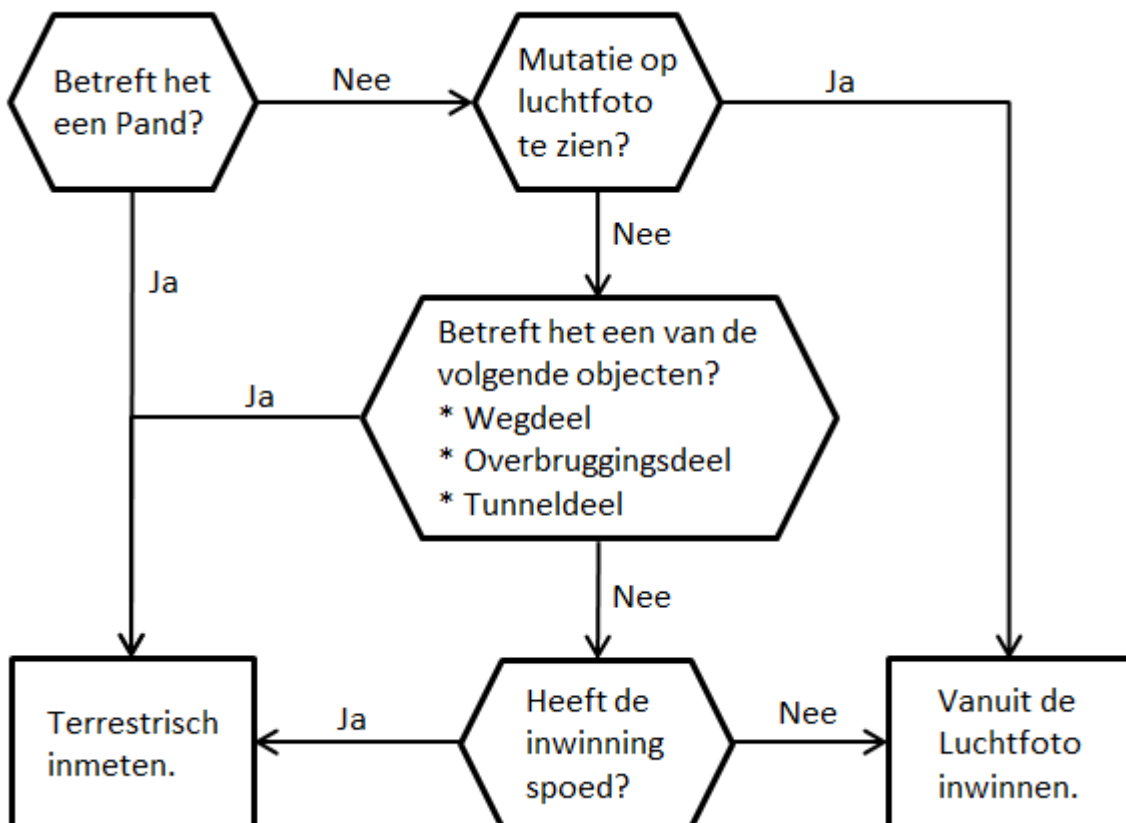 Betreft het
een Pand?
Nee
Mutatie op
luchtfoto
te zien?
Ja
Nee
Ja
Betreft het een van de
volgende objecten?
* Wegdeel
* Overbruggingsdeel
* Tunneldeel
Ja
Nee
Terrestrisch
inmeten.
Ja
Heeft de
inwinning
spoed?
Nee
Vanuit de
Luchtfoto
inwinnen.